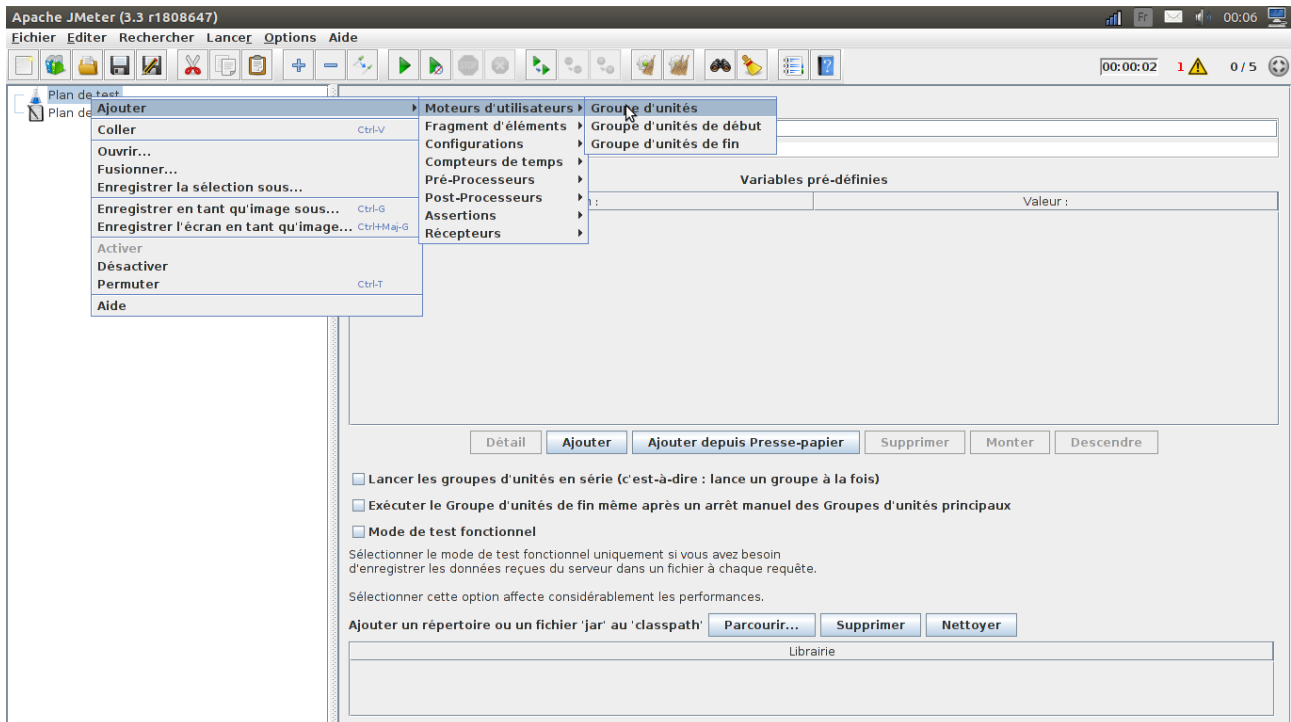 Apache JMeter (3.3 r1808647)
Fr
00:06
Fichier Editer Rechercher Lancer Options Aide
00:00:02 1 0 / 5
Plan de test
Plan de
Ajouter
Coller Ctrl-V
Ouvrir...
Fusionner...
Enregistrer la sélection sous...
Enregistrer en tant qu'image sous... Ctrl-G
Enregistrer l'écran en tant qu'image... Ctrl+Maj-G
Activer
Désactiver
Permuter Ctrl-T
Aide
Moteurs d'utilisateurs
Fragment d'éléments
Configurations
Compteurs de temps
Pré-Processeurs
Post-Processeurs
Assertions
Récepteurs
Groupe d'unités
Groupe d'unités de début
Groupe d'unités de fin
Variables pré-définies
Valeur :
Détail Ajouter Ajouter depuis Presse-papier Supprimer Monter Descendre
Lancer les groupes d'unités en série (c'est-à-dire : lance un groupe à la fois)
Exécuter le Groupe d'unités de fin même après un arrêt manuel des Groupes d'unités principaux
Mode de test fonctionnel
Sélectionner le mode de test fonctionnel uniquement si vous avez besoin
d'enregistrer les données reçues du serveur dans un fichier à chaque requête.
Sélectionner cette option affecte considérablement les performances.
Ajouter un répertoire ou un fichier 'jar' au 'classpath' Parcourir... Supprimer Nettoyer
Librairie